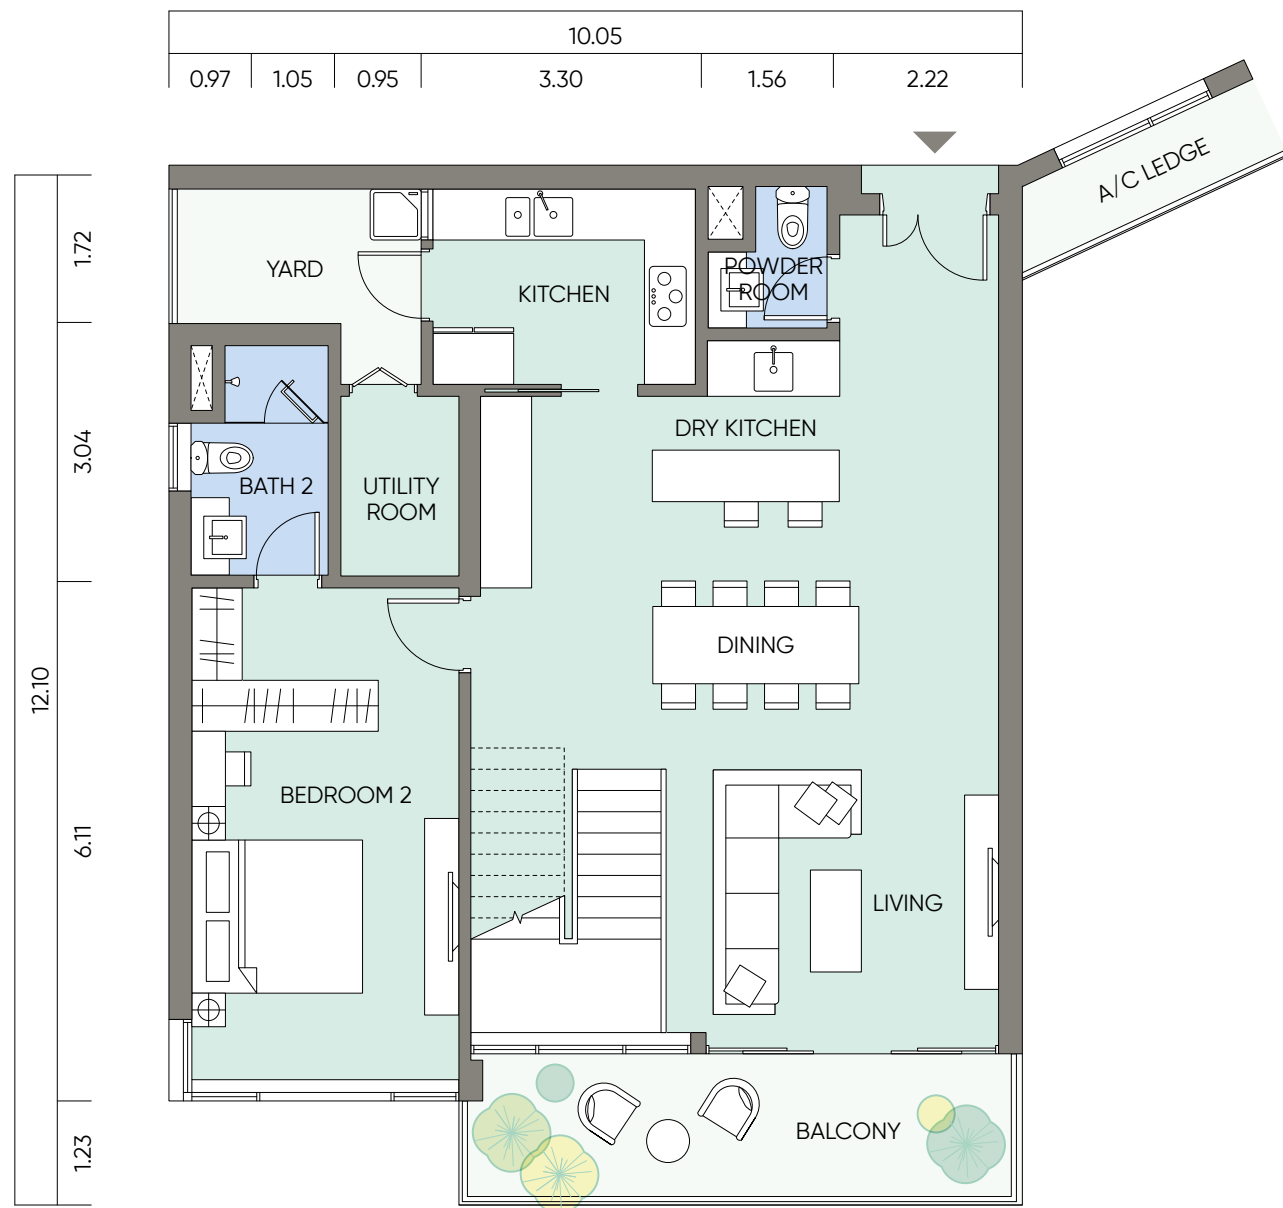 10.05
0.97 1.05 0.95 3.30 1.56 2.22
A/C LEDGE
1.72
YARD
KITCHEN
POWDER
ROOM
3.04
DRY KITCHEN
BATH 2
UTILITY
ROOM
12.10
DINING
6.11
BEDROOM 2
LIVING
1.23
BALCONY